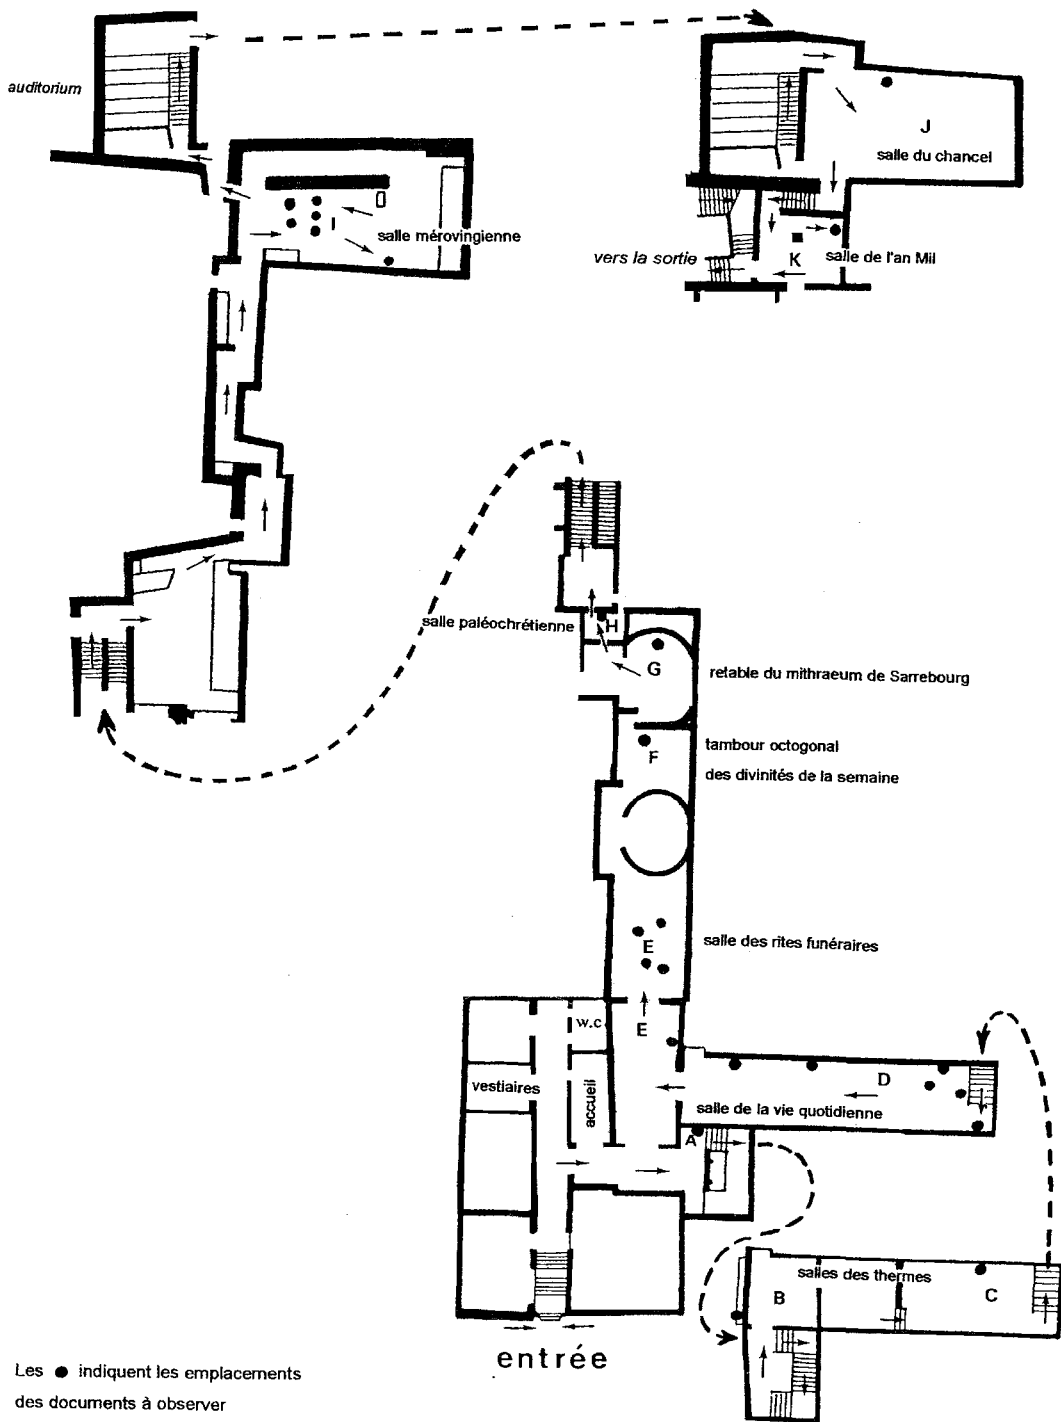 auditorium
J
salle du chancel
I
salle mérovingienne
vers la sortie
K
salle de l'an Mil
salle paléochrétienne
H
G
retable du mithraeum de Sarrebourg
F
tambour octogonal
des divinités de la semaine
E
salle des rites funéraires
w.c
E
vestiaires
accueil
D
salle de la vie quotidienne
A
salles des thermes
B
C
entrée
Les ● indiquent les emplacements
des documents à observer